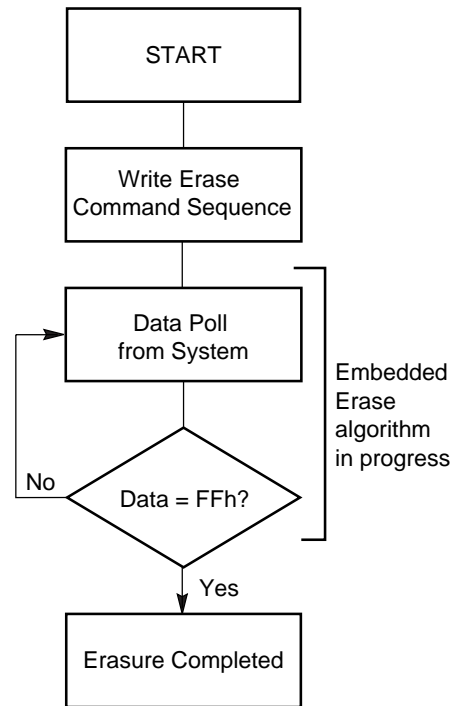 START
Write Erase
Command Sequence
Data Poll
from System
Embedded
Erase
algorithm
in progress
No
Data = FFh?
Yes
Erasure Completed